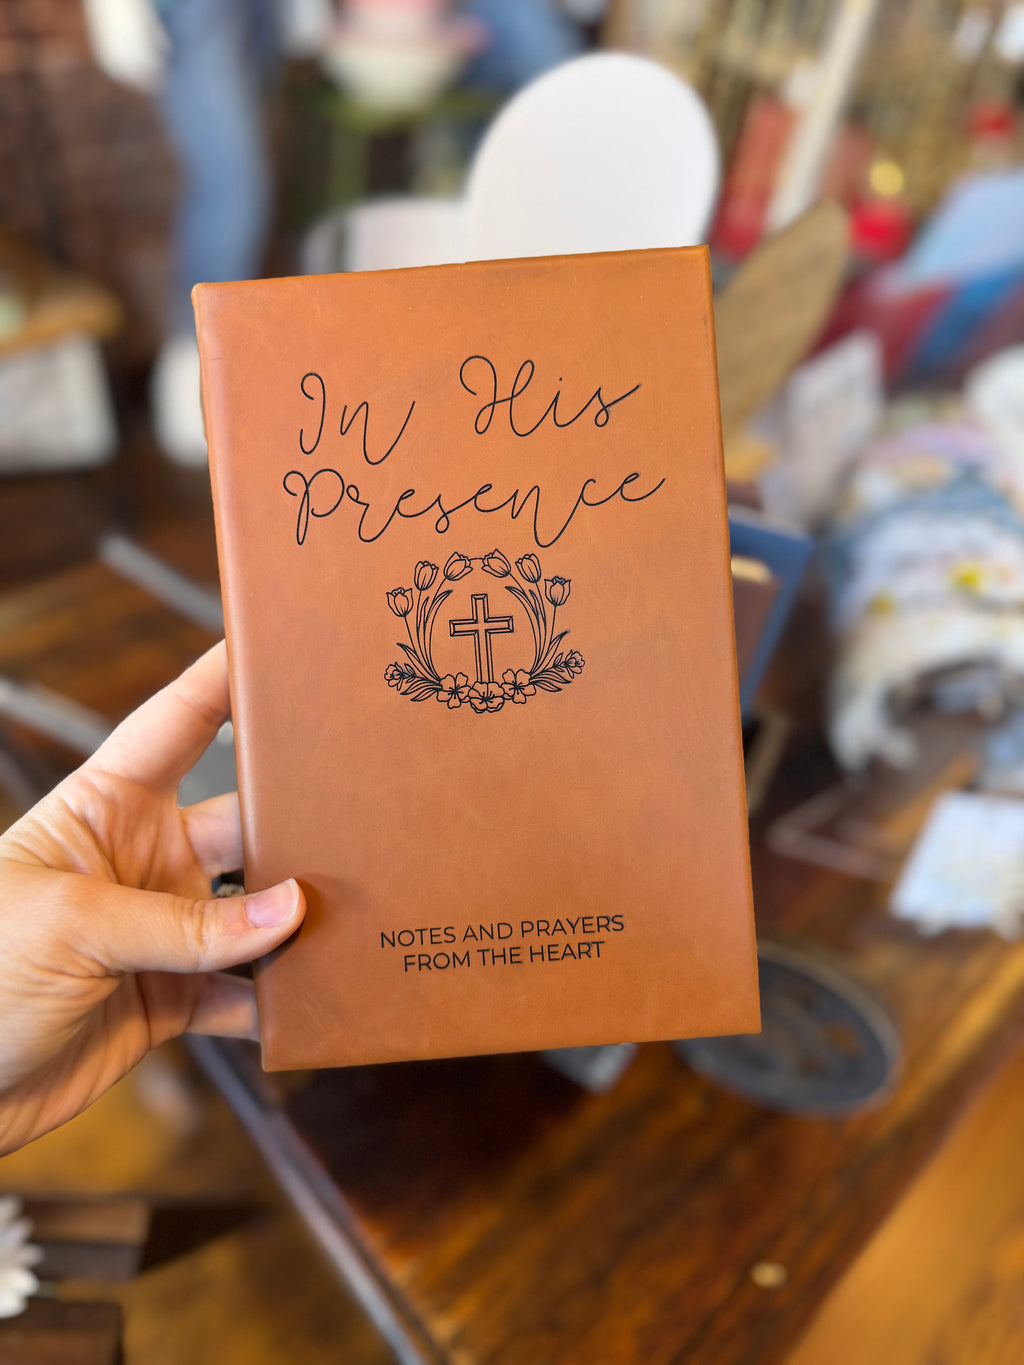 In His
Presence
NOTES AND PRAYERS
FROM THE HEART